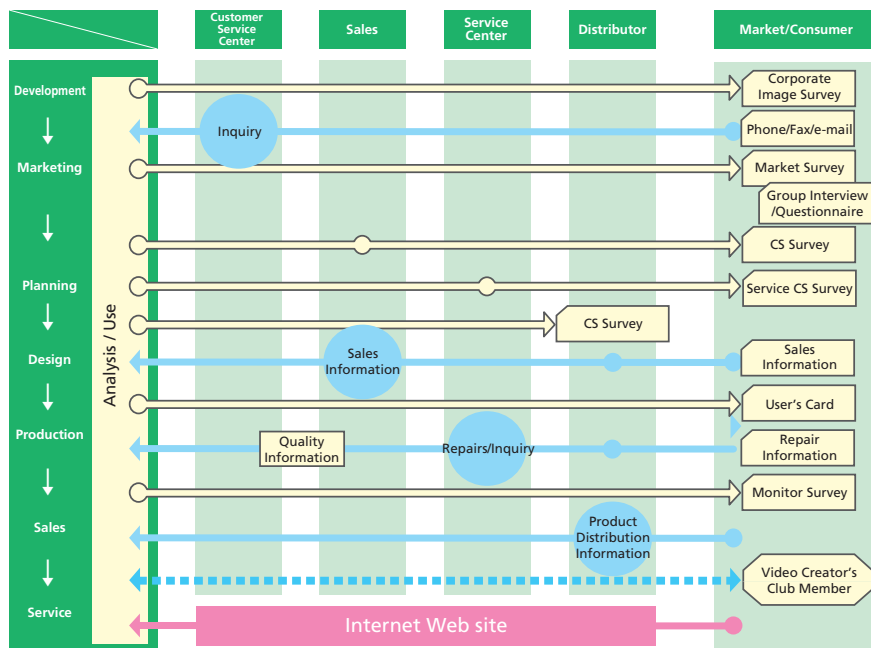 Customer
Service
Center
Sales
Service
Center
Distributor
Market/Consumer
Development
Corporate
Image Survey
Inquiry
Phone/Fax/e-mail
Marketing
Market Survey
Group Interview
/Questionnaire
CS Survey
Planning
Service CS Survey
Analysis / Use
CS Survey
Design
Sales
Information
Sales
Information
User's Card
Production
Quality
Information
Repairs/Inquiry
Repair
Information
Monitor Survey
Sales
Product
Distribution
Information
Video Creator's
Club Member
Service
Internet Web site